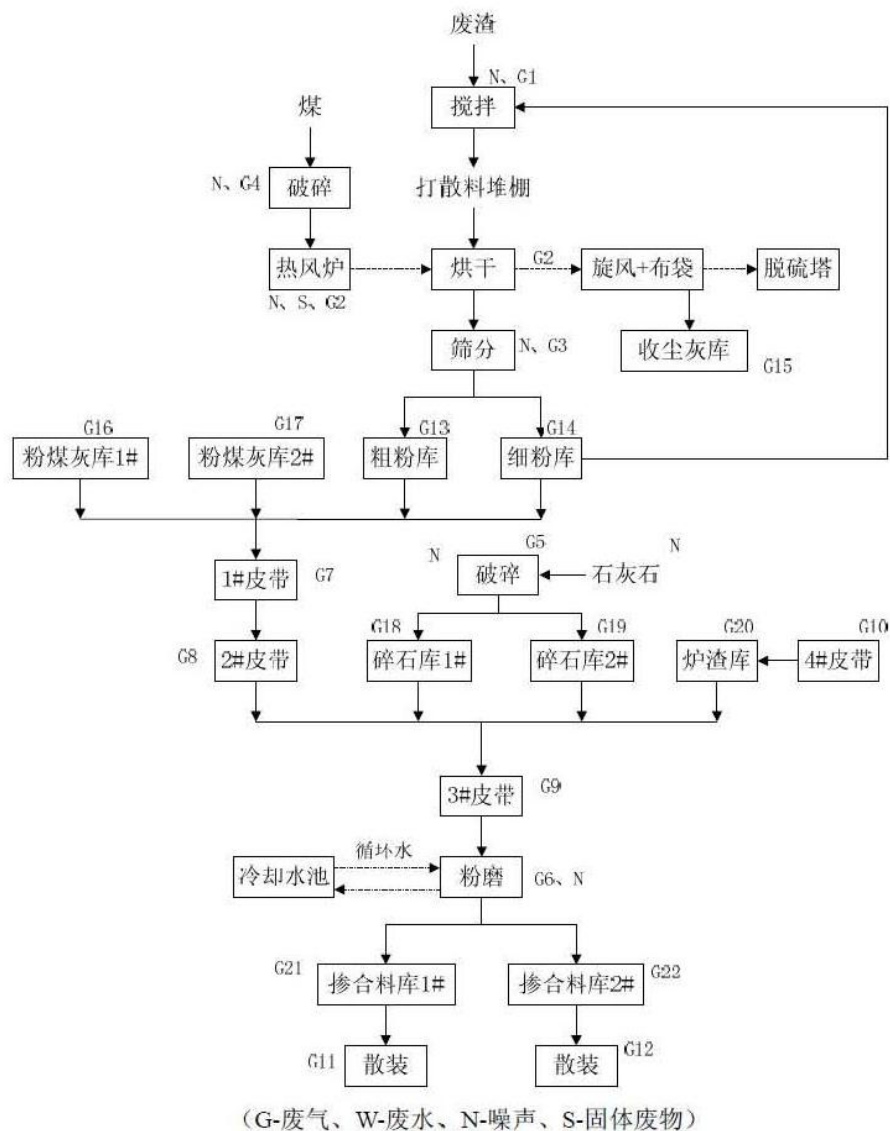 废渣
N、G1
煤
搅拌
N、G4
破碎
打散料堆棚
热风炉
烘干
G2
旋风+布袋
脱硫塔
N、S、G2
筛分
N、G3
收尘灰库
G15
G16
G17
G13
G14
粉煤灰库1#
粉煤灰库2#
粗粉库
细粉库
G5
N
N
1#皮带
G7
破碎
石灰石
G18
G19
G20
G10
G8
2#皮带
碎石库1#
碎石库2#
炉渣库
4#皮带
3#皮带
G9
循环水
冷却水池
粉磨
G6、N
G21
G22
掺合料库1#
掺合料库2#
G11
散装
散装
G12
（G-废气、W-废水、N-噪声、S-固体废物）